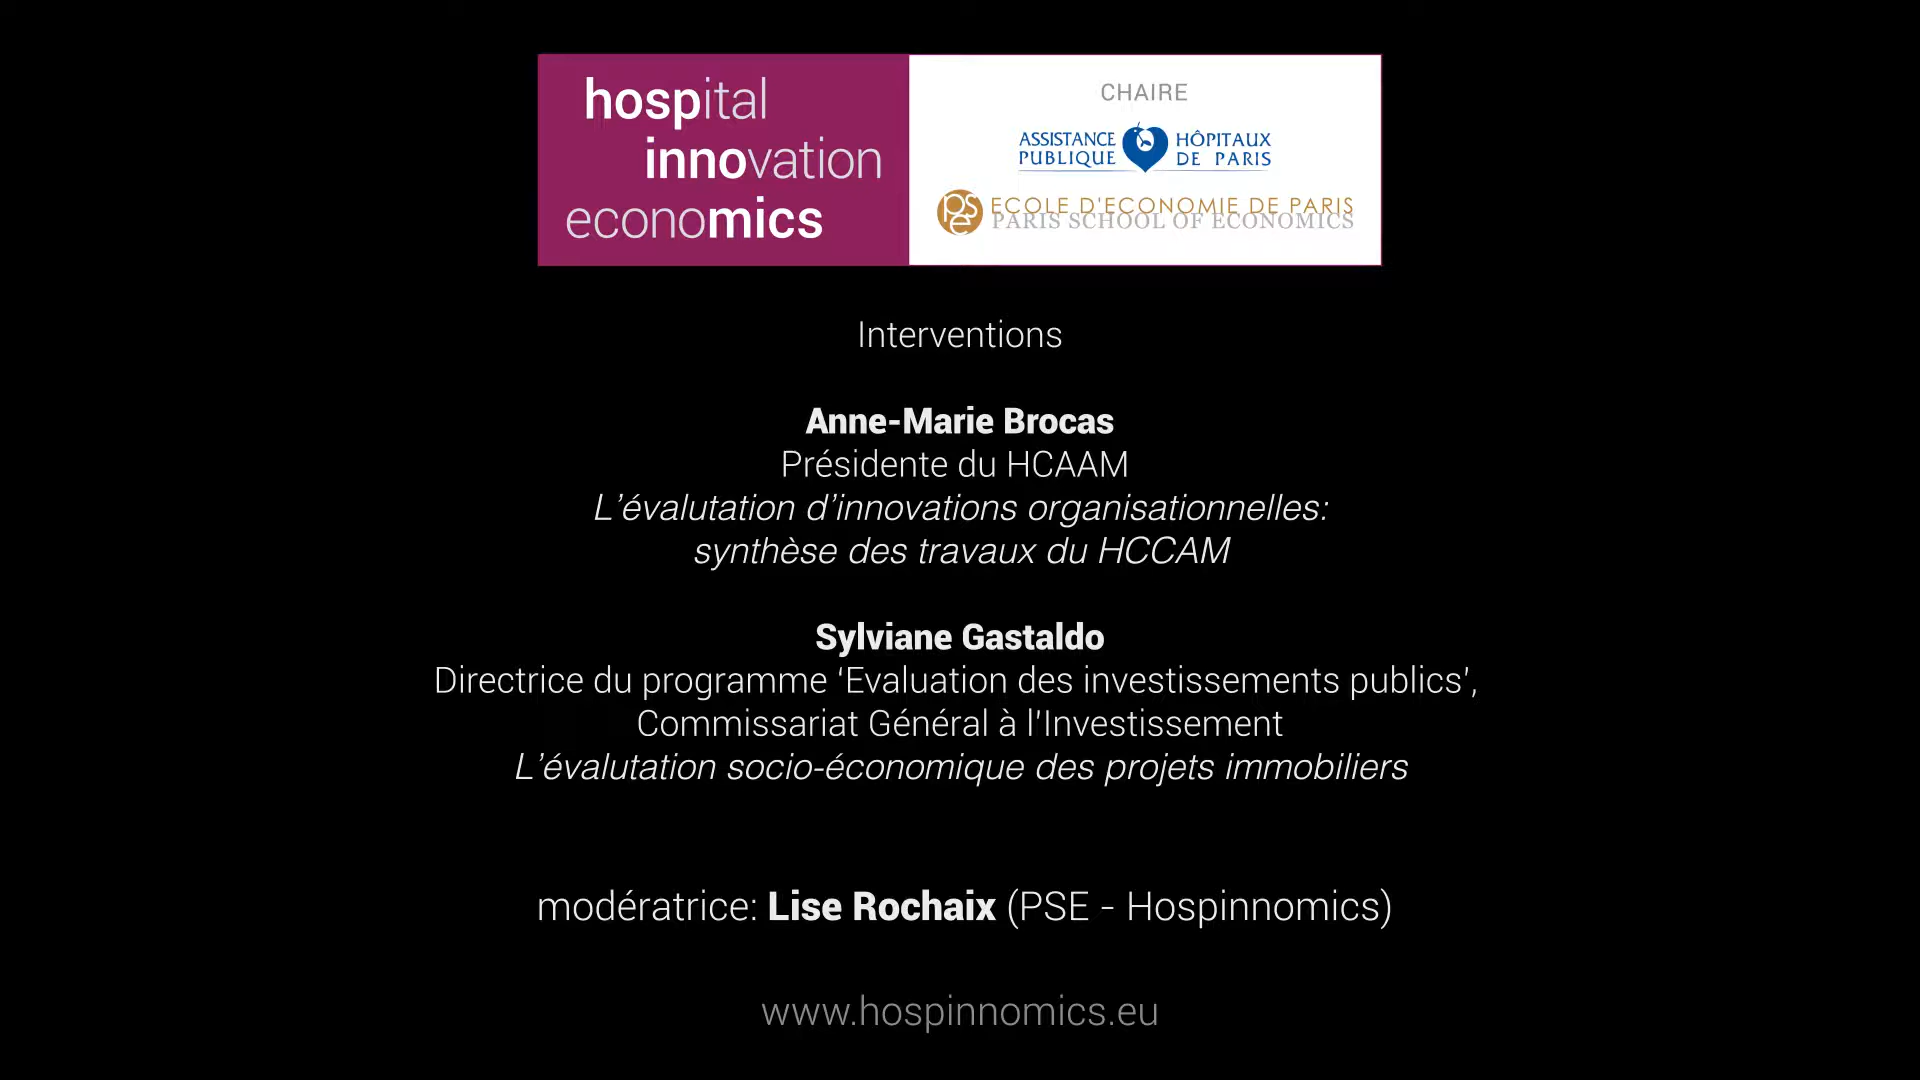 hospital
innovation
economics
CHAIRE
ASSISTANCE HÔPITAUX
PUBLIQUE DE PARIS
pse ECOLE D'ECONOMIE DE PARIS
PARIS SCHOOL OF ECONOMICS
Interventions
Anne-Marie Brocas
Présidente du HCAAM
L’évalutation d’innovations organisationnelles:
synthèse des travaux du HCCAM
Sylviane Gastaldo
Directrice du programme ‘Evaluation des investissements publics’,
Commissariat Général à l'Investissement
L’évalutation socio-économique des projets immobiliers
modératrice: Lise Rochaix (PSE - Hospinnomics)
www.hospinnomics.eu